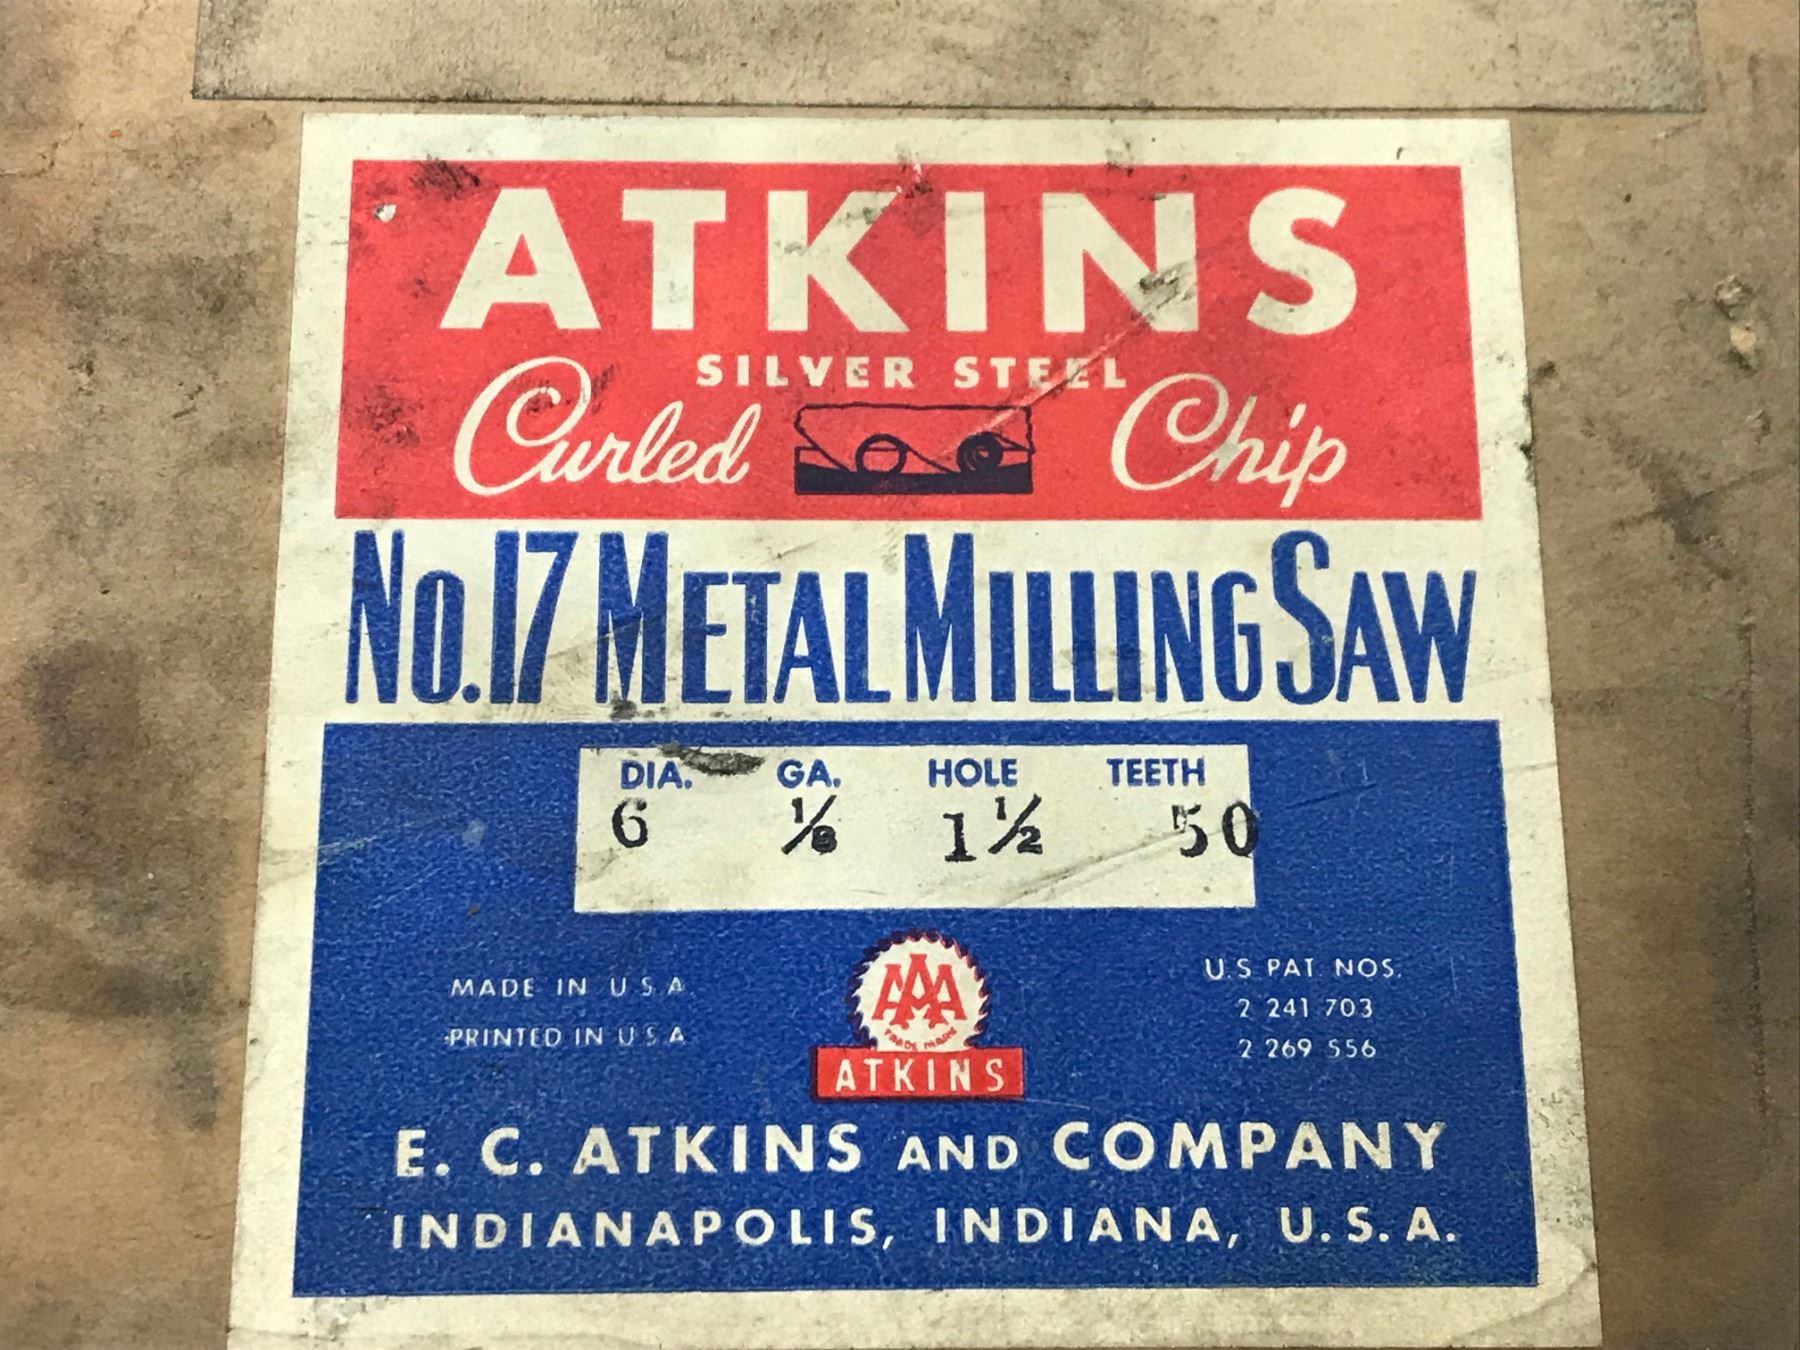 ATKINS
SILVER STEEL
Curled Chip
No. 17 METAL MILLING SAW
DIA. GA. HOLE TEETH
6 1/8 1 1/2 50
MADE IN U S A
PRINTED IN U S A
AAA
TRADE MARK
ATKINS
U.S PAT. NOS.
2 241 703
2 269 556
E. C. ATKINS AND COMPANY
INDIANAPOLIS, INDIANA, U.S.A.